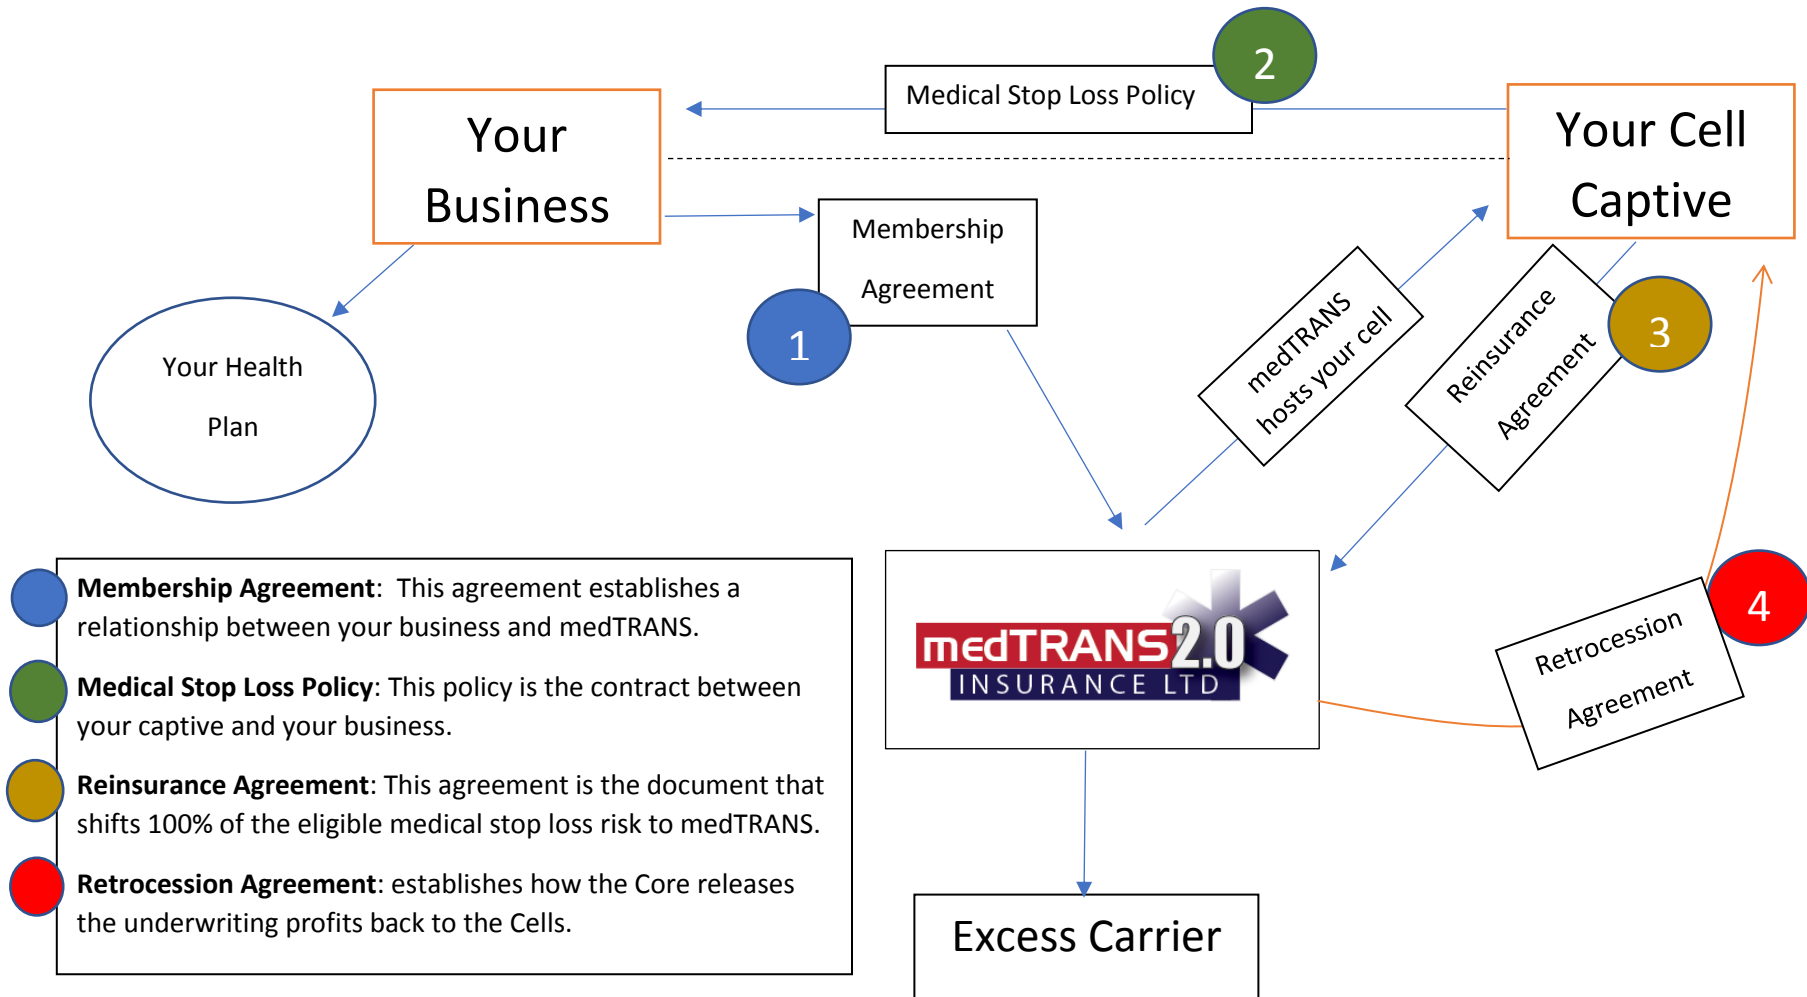 2
Medical Stop Loss Policy
Your
Business
Your Cell
Captive
Membership
Agreement
1
medTRANS
hosts your cell
Reinsurance
Agreement
3
Your Health
Plan
Membership Agreement: This agreement establishes a
relationship between your business and medTRANS.
Medical Stop Loss Policy: This policy is the contract between
your captive and your business.
Reinsurance Agreement: This agreement is the document that
shifts 100% of the eligible medical stop loss risk to medTRANS.
Retrocession Agreement: establishes how the Core releases
the underwriting profits back to the Cells.
medTRANS 2.0
INSURANCE LTD
4
Retrocession
Agreement
Excess Carrier